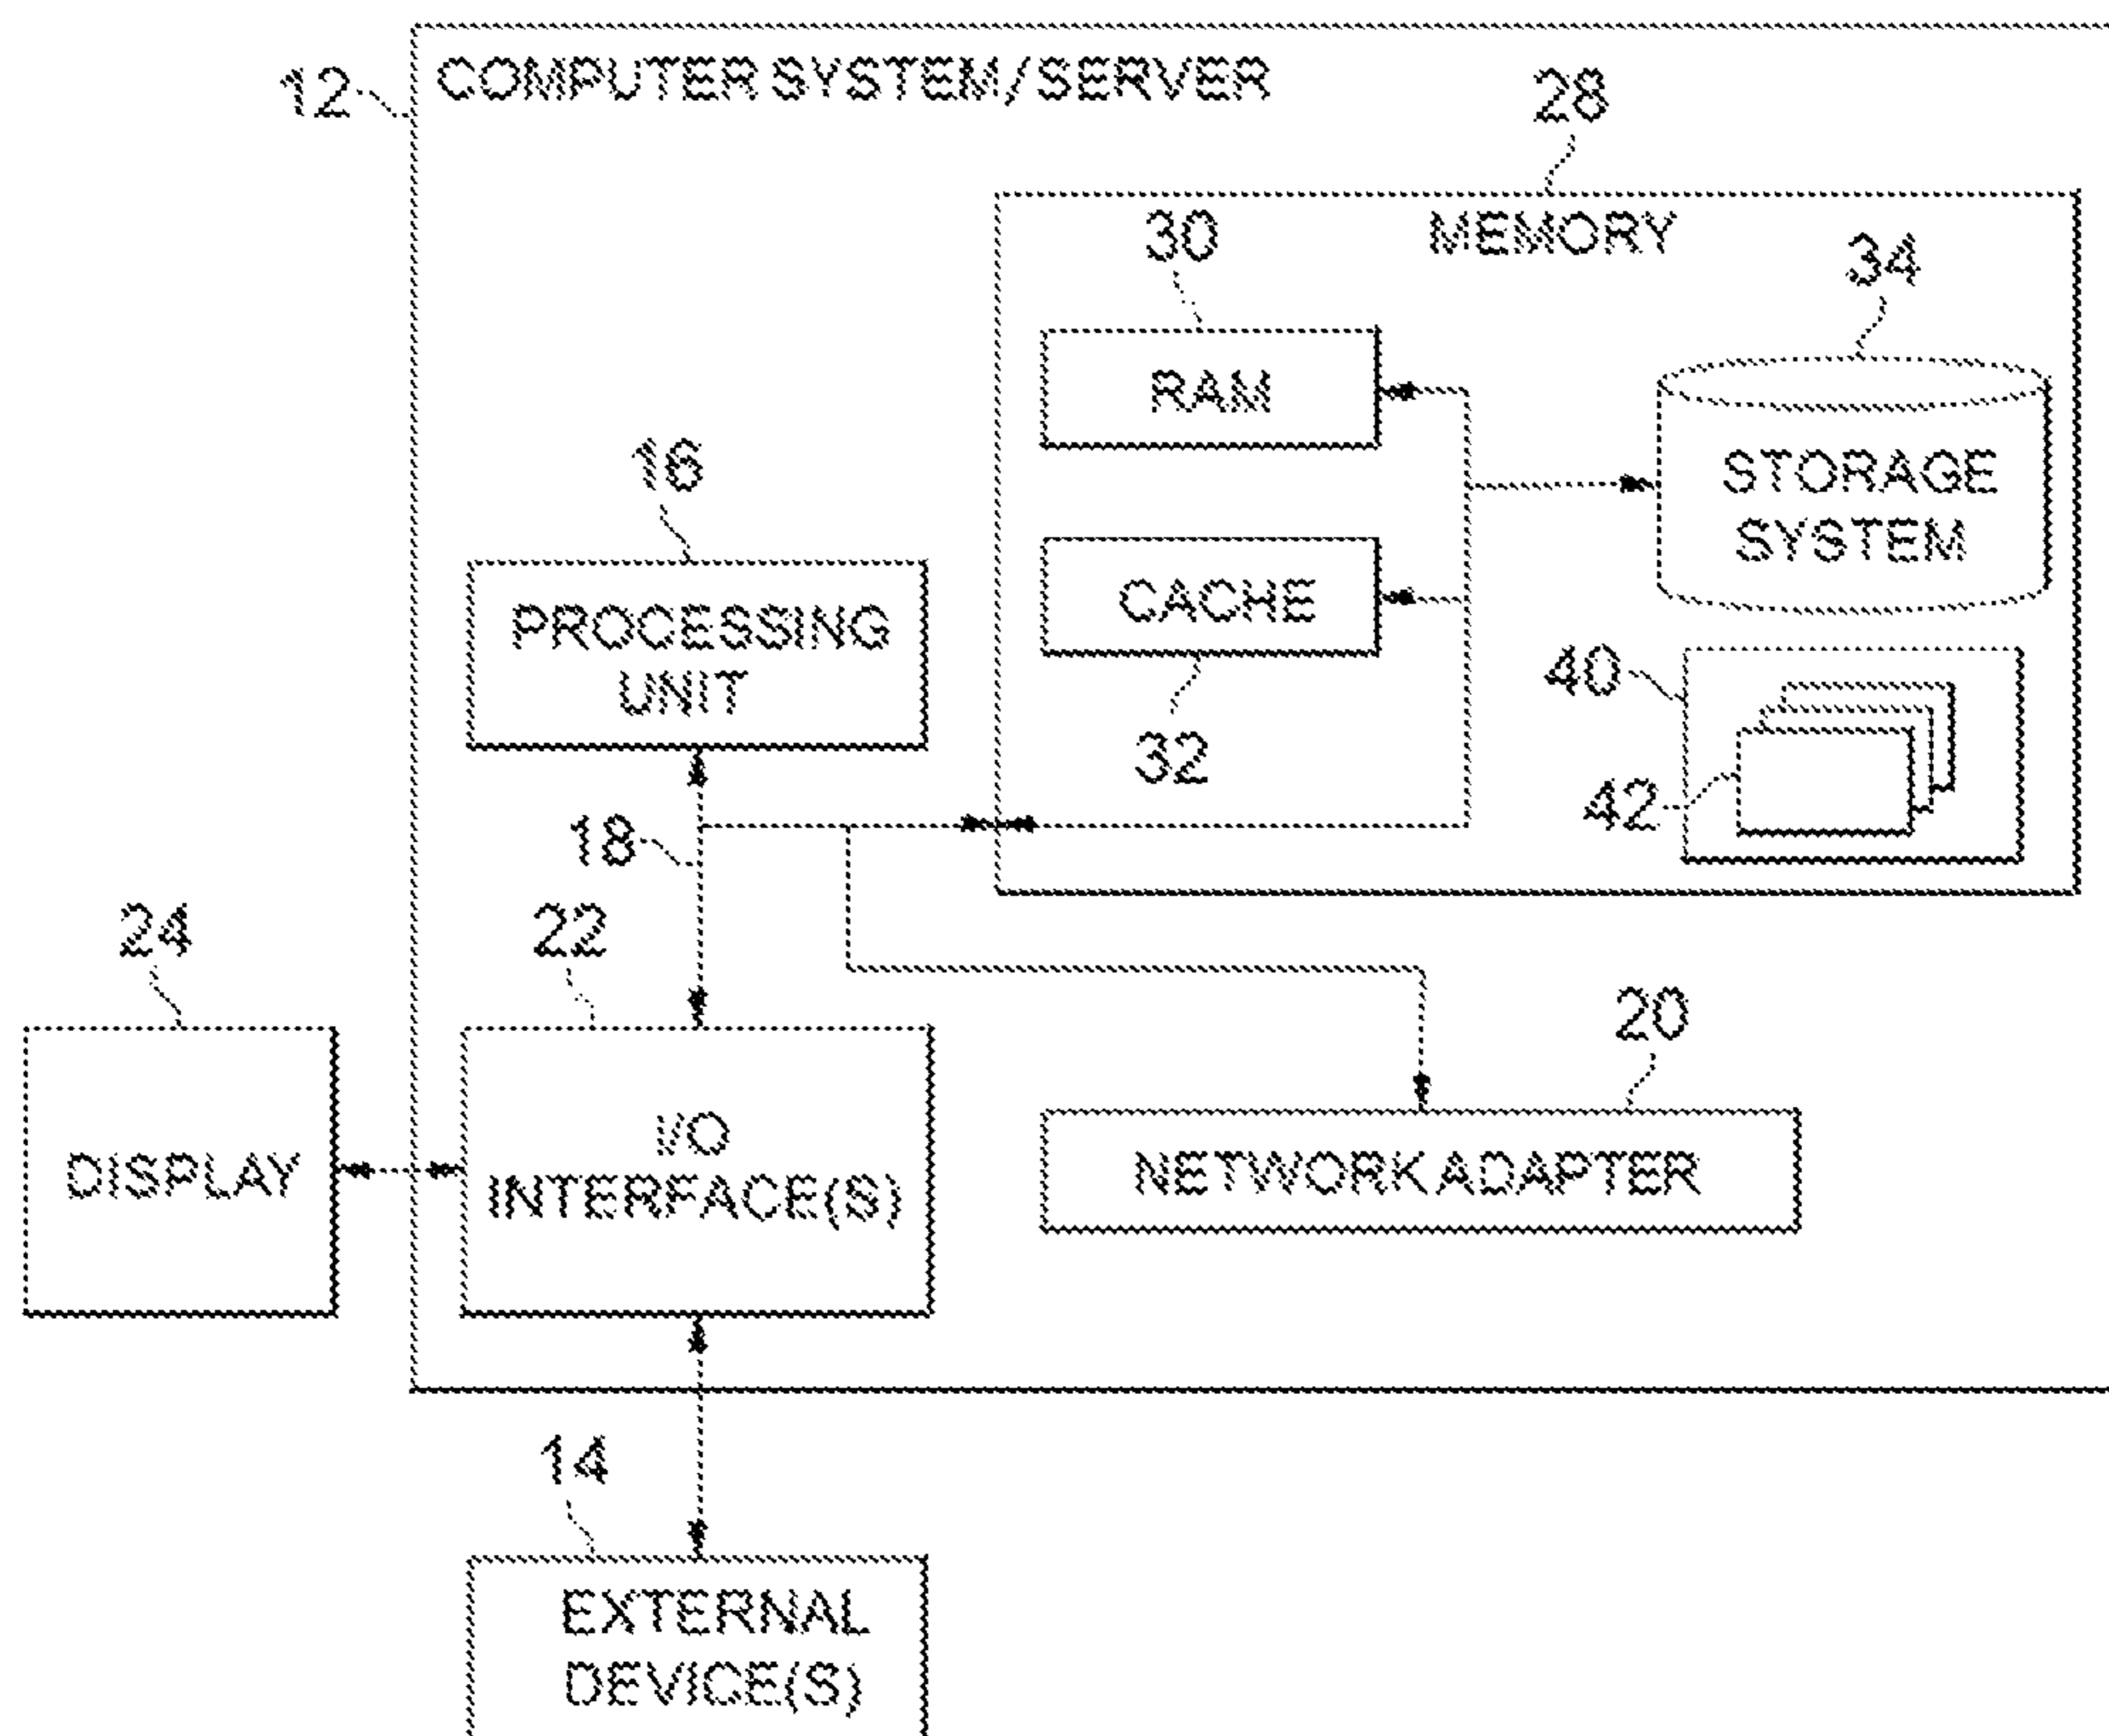 12
COMPUTER SYSTEM/SERVER
28
MEMORY
30
34
RAM
STORAGE
SYSTEM
16
PROCESSING
UNIT
CACHE
32
40
42
18
24
22
20
DISPLAY
I/O
INTERFACE(S)
NETWORK ADAPTER
14
EXTERNAL
DEVICE(S)